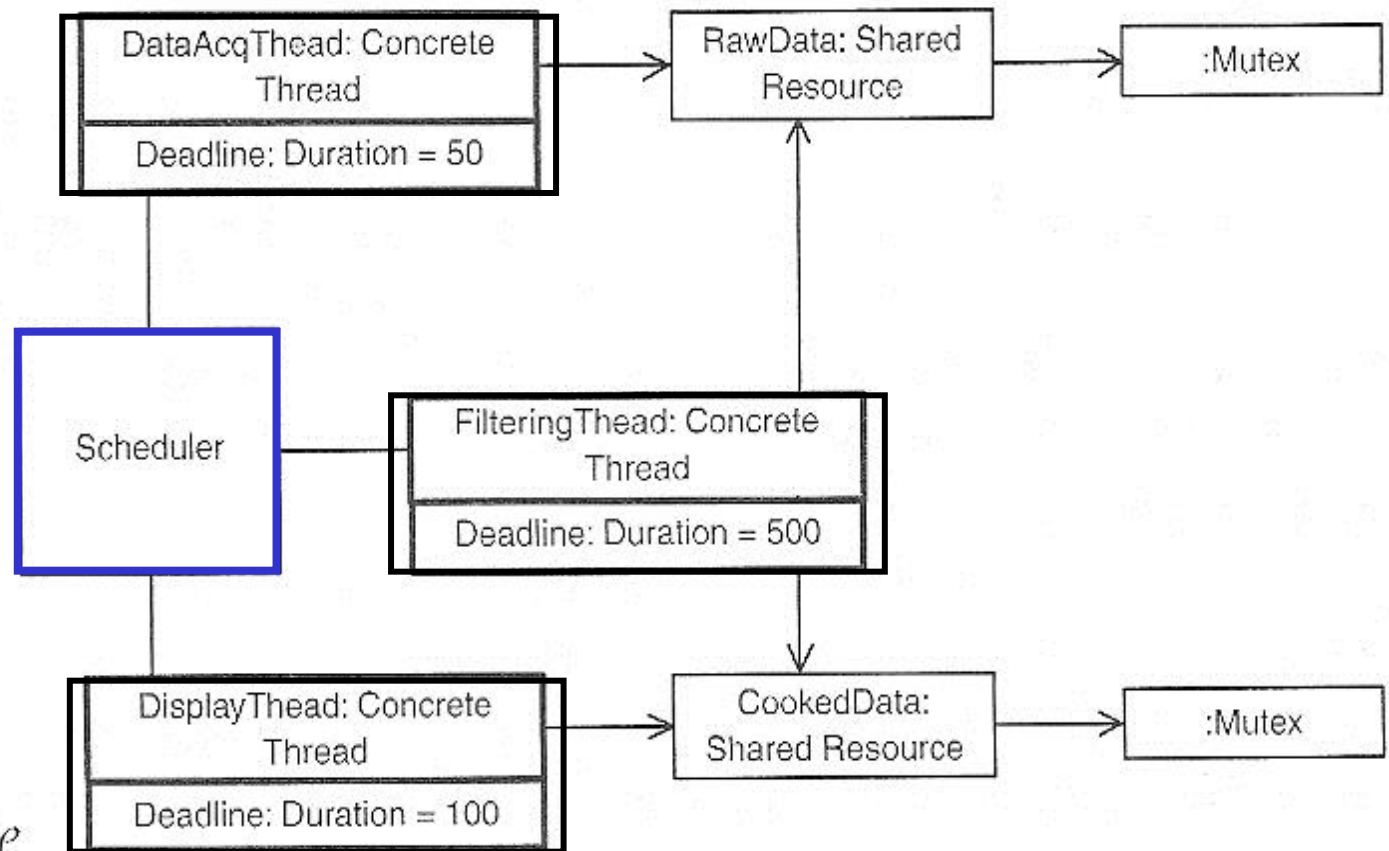 DataAcqThead: Concrete
Thread
Deadline: Duration = 50
RawData: Shared
Resource
:Mutex
Scheduler
FilteringThead: Concrete
Thread
Deadline: Duration = 500
DisplayThead: Concrete
Thread
Deadline: Duration = 100
CookedData:
Shared Resource
:Mutex
e